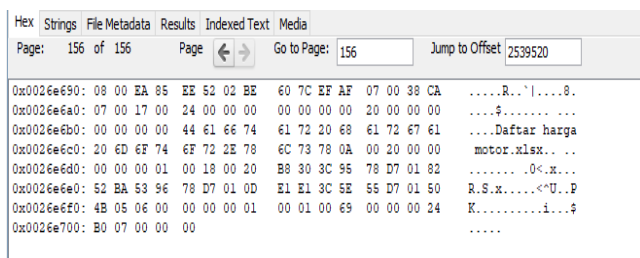 Hex Strings File Metadata Results Indexed Text Media
Page: 156 of 156 Page Go to Page: 156 Jump to Offset 2539520
0x0026e690: 08 00 EA 85 EE 52 02 BE 60 7C EF AF 07 00 38 CA .....R..`|....8.
0x0026e6a0: 07 00 17 00 24 00 00 00 00 00 00 00 20 00 00 00 ....$....... ...
0x0026e6b0: 00 00 00 00 44 61 66 74 61 72 20 68 61 72 67 61 ....Daftar harga
0x0026e6c0: 20 6D 6F 74 6F 72 2E 78 6C 73 78 0A 00 20 00 00 motor.xlsx.. ..
0x0026e6d0: 00 00 00 01 00 18 00 20 B8 30 3C 95 78 D7 01 82 ....... .0<.x...
0x0026e6e0: 52 BA 53 96 78 D7 01 0D E1 E1 3C 5E 55 D7 01 50 R.S.x.....<^U..P
0x0026e6f0: 4B 05 06 00 00 00 00 01 00 01 00 69 00 00 00 24 K..........i...$
0x0026e700: B0 07 00 00 00 .....